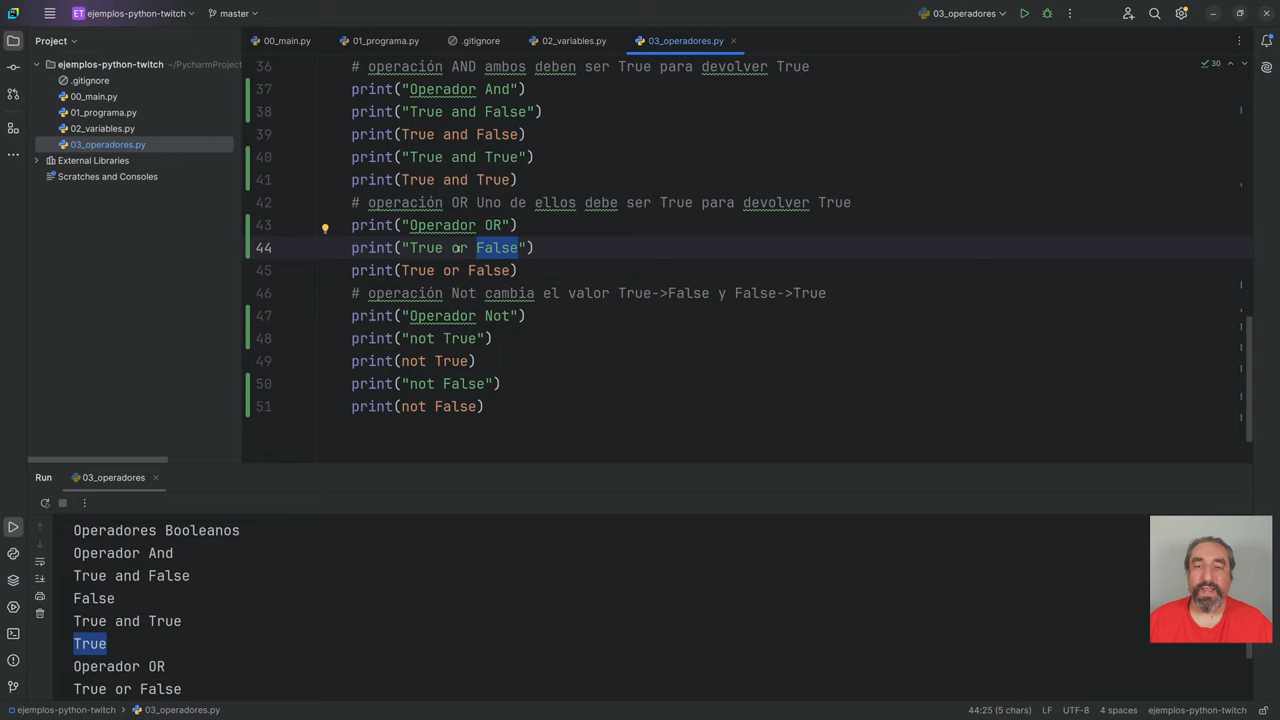 ET ejemplos-python-twitch master 03_operadores
Project 00_main.py 01_programa.py .gitignore 02_variables.py 03_operadores.py
ejemplos-python-twitch ~/PycharmProject
.gitignore
00_main.py
01_programa.py
02_variables.py
03_operadores.py
External Libraries
Scratches and Consoles
30
36 # operación AND ambos deben ser True para devolver True
37 print("Operador And")
38 print("True and False")
39 print(True and False)
40 print("True and True")
41 print(True and True)
42 # operación OR Uno de ellos debe ser True para devolver True
43 print("Operador OR")
44 print("True or False")
45 print(True or False)
46 # operación Not cambia el valor True->False y False->True
47 print("Operador Not")
48 print("not True")
49 print(not True)
50 print("not False")
51 print(not False)
Run 03_operadores
Operadores Booleanos
Operador And
True and False
False
True and True
True
Operador OR
True or False
ejemplos-python-twitch 03_operadores.py 44:25 (5 chars) LF UTF-8 4 spaces ejemplos-python-twitch